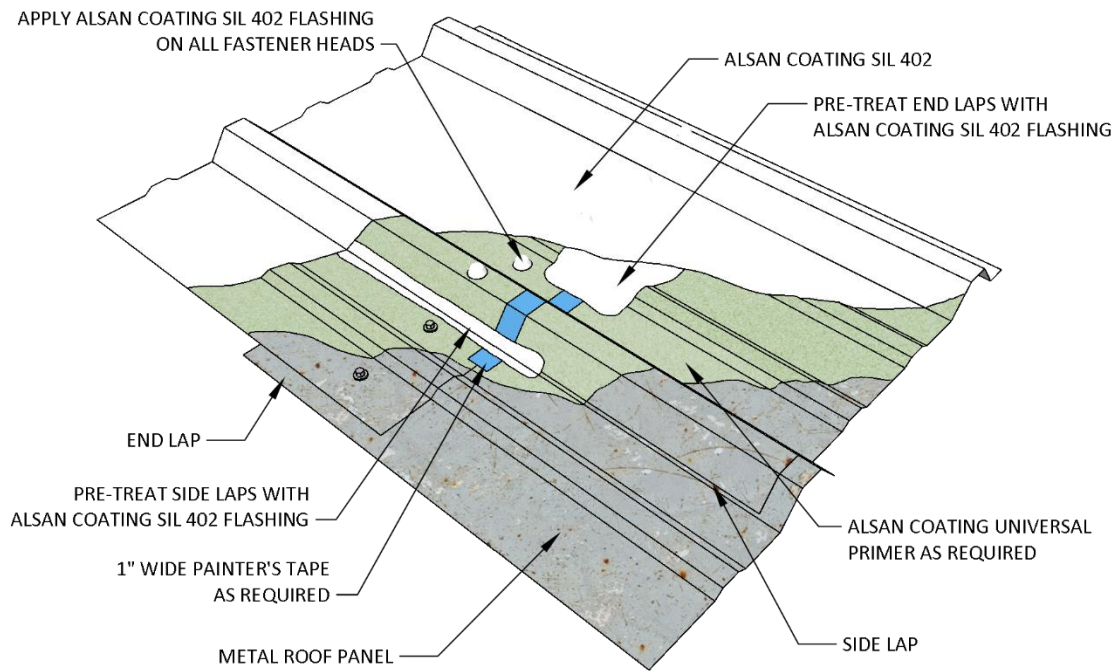 APPLY ALSAN COATING SIL 402 FLASHING
ON ALL FASTENER HEADS
ALSAN COATING SIL 402
PRE-TREAT END LAPS WITH
ALSAN COATING SIL 402 FLASHING
END LAP
PRE-TREAT SIDE LAPS WITH
ALSAN COATING SIL 402 FLASHING
1" WIDE PAINTER'S TAPE
AS REQUIRED
METAL ROOF PANEL
ALSAN COATING UNIVERSAL
PRIMER AS REQUIRED
SIDE LAP